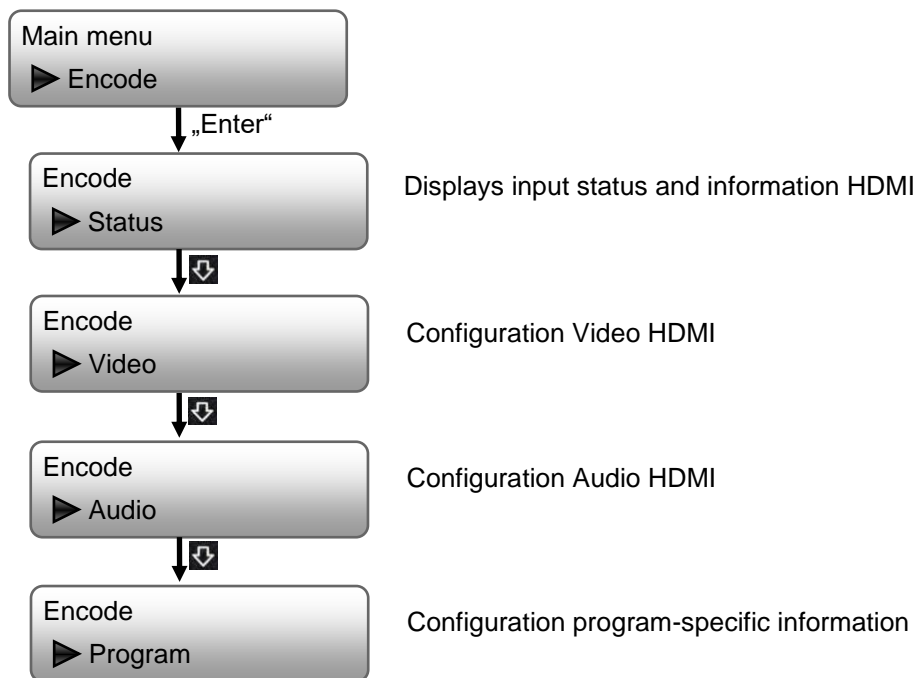 Main menu
Encode
„Enter“
Encode
Status
Displays input status and information HDMI
Encode
Video
Configuration Video HDMI
Encode
Audio
Configuration Audio HDMI
Encode
Program
Configuration program-specific information